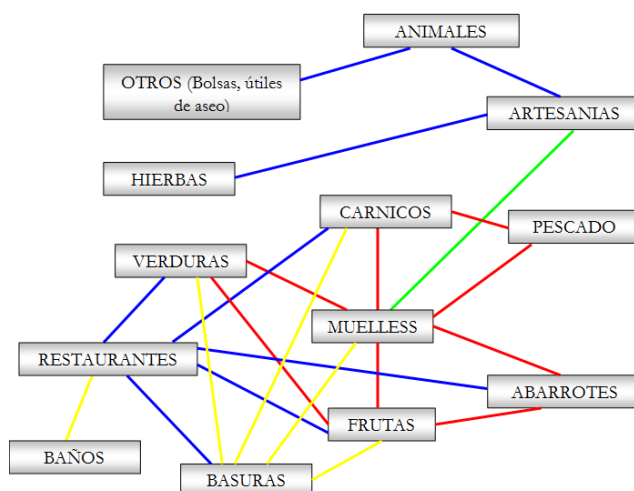 ANIMALES
OTROS (Bolsas, útiles
de aseo)
ARTESANIAS
HIERBAS
CARNICOS
PESCADO
VERDURAS
MUELLESS
RESTAURANTES
ABARROTES
FRUTAS
BAÑOS
BASURAS